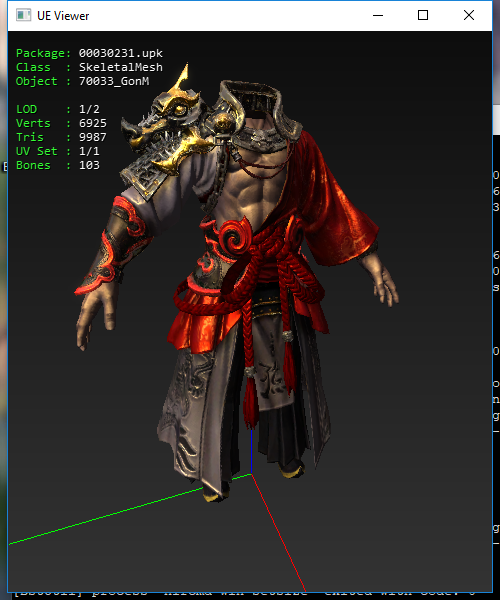 UE Viewer
Package: 00030231.upk
Class : SkeletalMesh
Object : 70033_GonM
LOD : 1/2
Verts : 6925
Tris : 9987
UV Set : 1/1
Bones : 103